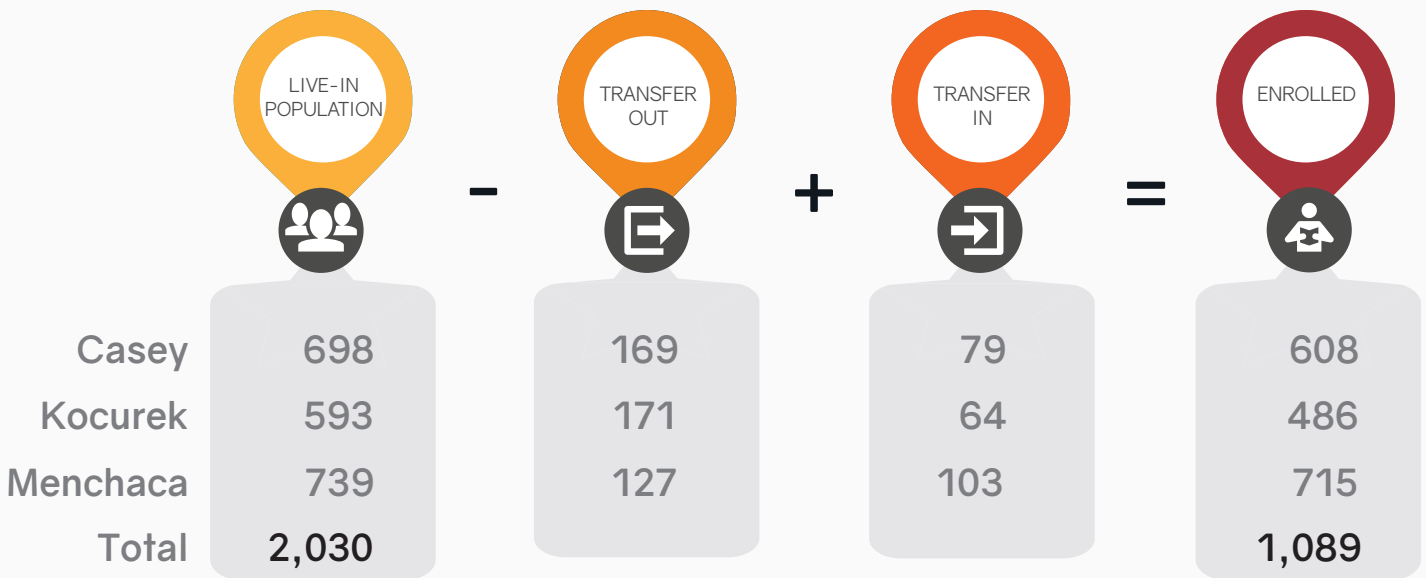 LIVE-IN
POPULATION
TRANSFER
OUT
TRANSFER
IN
ENROLLED
- + =
Casey 698 169 79 608
Kocurek 593 171 64 486
Menchaca 739 127 103 715
Total 2,030 1,089